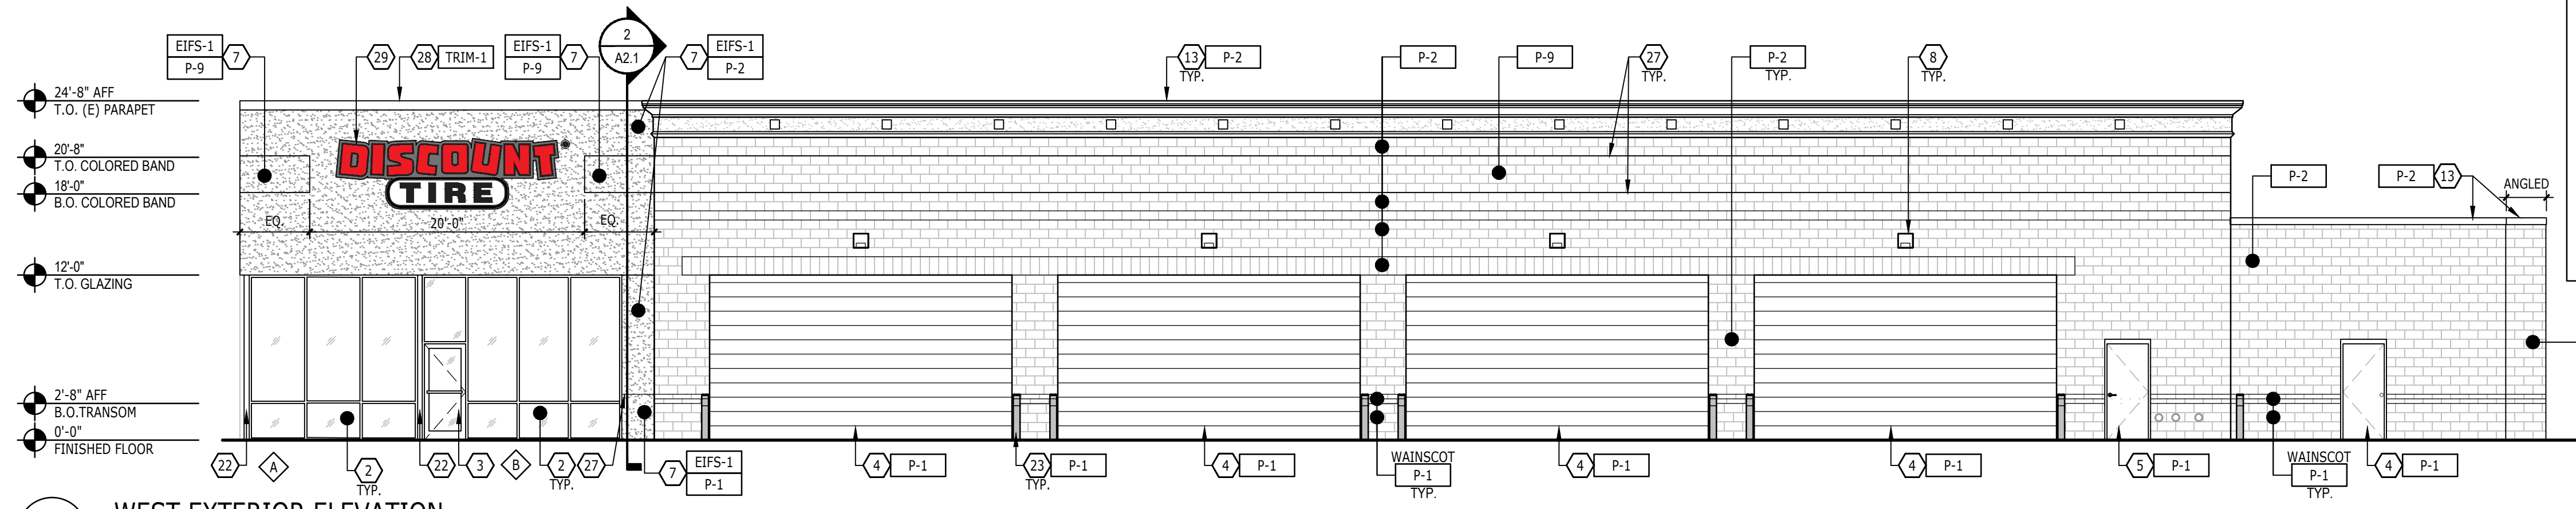 EIFS-1
P-9
7
29
28
TRIM-1
EIFS-1
P-9
7
2
A2.1
7
EIFS-1
P-2
13
P-2
TYP.
P-2
P-9
27
TYP.
P-2
TYP.
8
TYP.
24'-8" AFF
T.O. (E) PARAPET
20'-8"
T.O. COLORED BAND
18'-0"
B.O. COLORED BAND
12'-0"
T.O. GLAZING
2'-8" AFF
B.O.TRANSOM
0'-0"
FINISHED FLOOR
DISCOUNT®
TIRE
EQ.
20'-0"
EQ.
P-2
P-2
13
ANGLED
22
A
2
TYP.
22
3
B
2
TYP.
27
7
EIFS-1
P-1
4
P-1
23
P-1
TYP.
4
P-1
WAINSCOT
P-1
TYP.
4
P-1
4
P-1
5
P-1
WAINSCOT
P-1
TYP.
4
P-1
WEST EXTERIOR ELEVATION